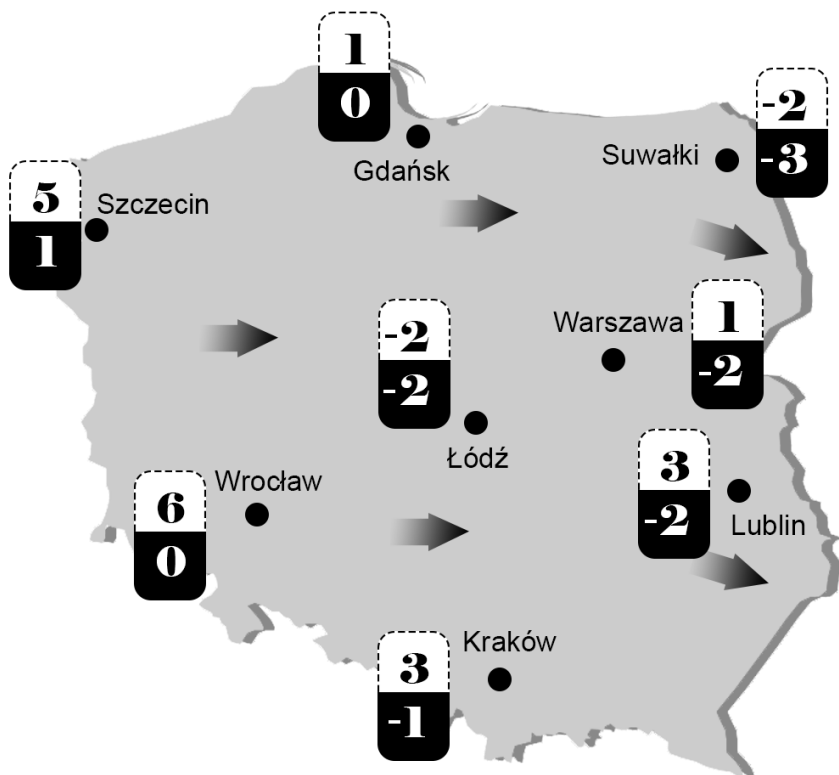 1
0
Gdańsk
-2
-3
Suwałki
5
1
Szczecin
-2
-2
Łódź
Warszawa
1
-2
6
0
Wrocław
3
-2
Lublin
3
-1
Kraków